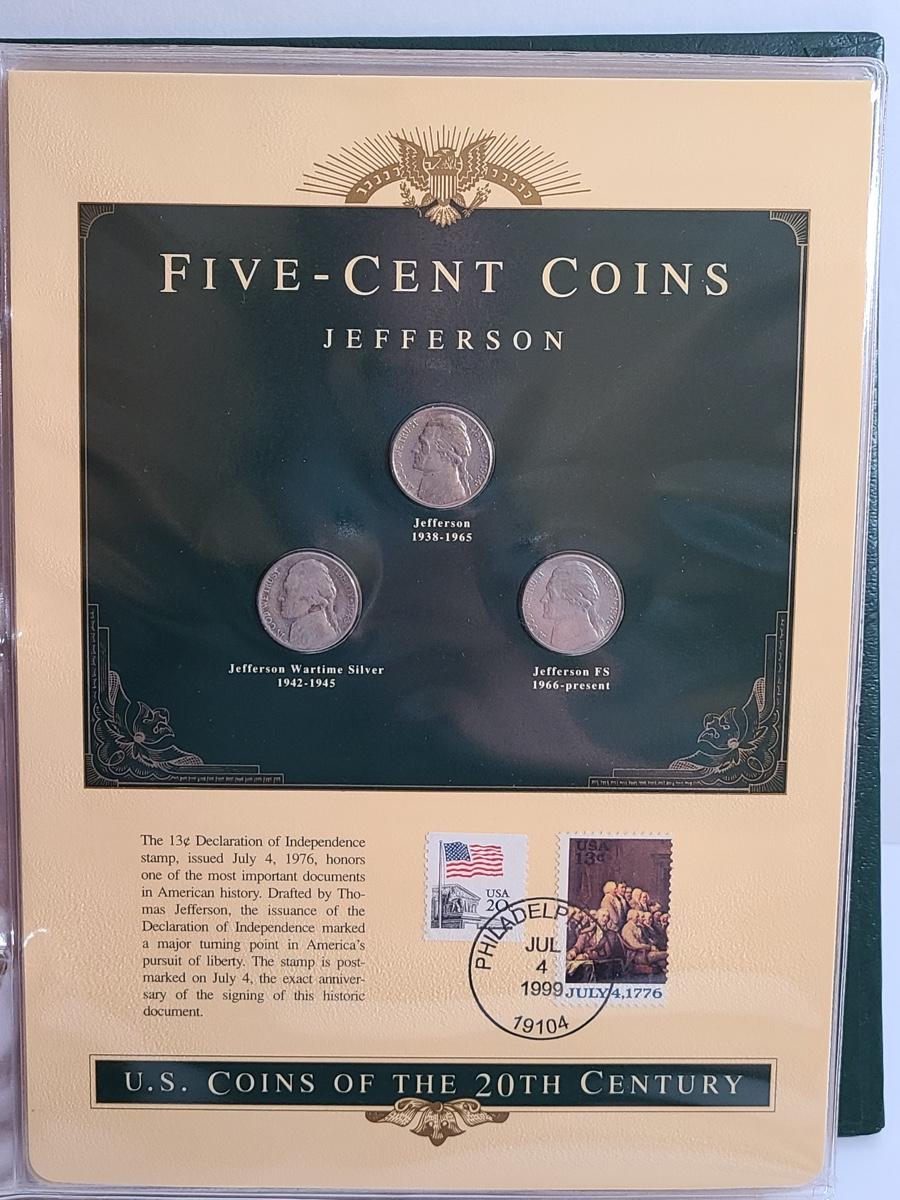 FIVE-CENT COINS
JEFFERSON
Jefferson
1938-1965
Jefferson Wartime Silver
1942-1945
Jefferson FS
1966-present
The 13¢ Declaration of Independence
stamp, issued July 4, 1976, honors
one of the most important documents
in American history. Drafted by Tho-
mas Jefferson, the issuance of the
Declaration of Independence marked
a major turning point in America's
pursuit of liberty. The stamp is post-
marked on July 4, the exact anniver-
sary of the signing of this historic
document.
USA
20
USA
13¢
JULY 4, 1776
PHILADELP
JUL
4
1999
19104
U.S. COINS OF THE 20TH CENTURY